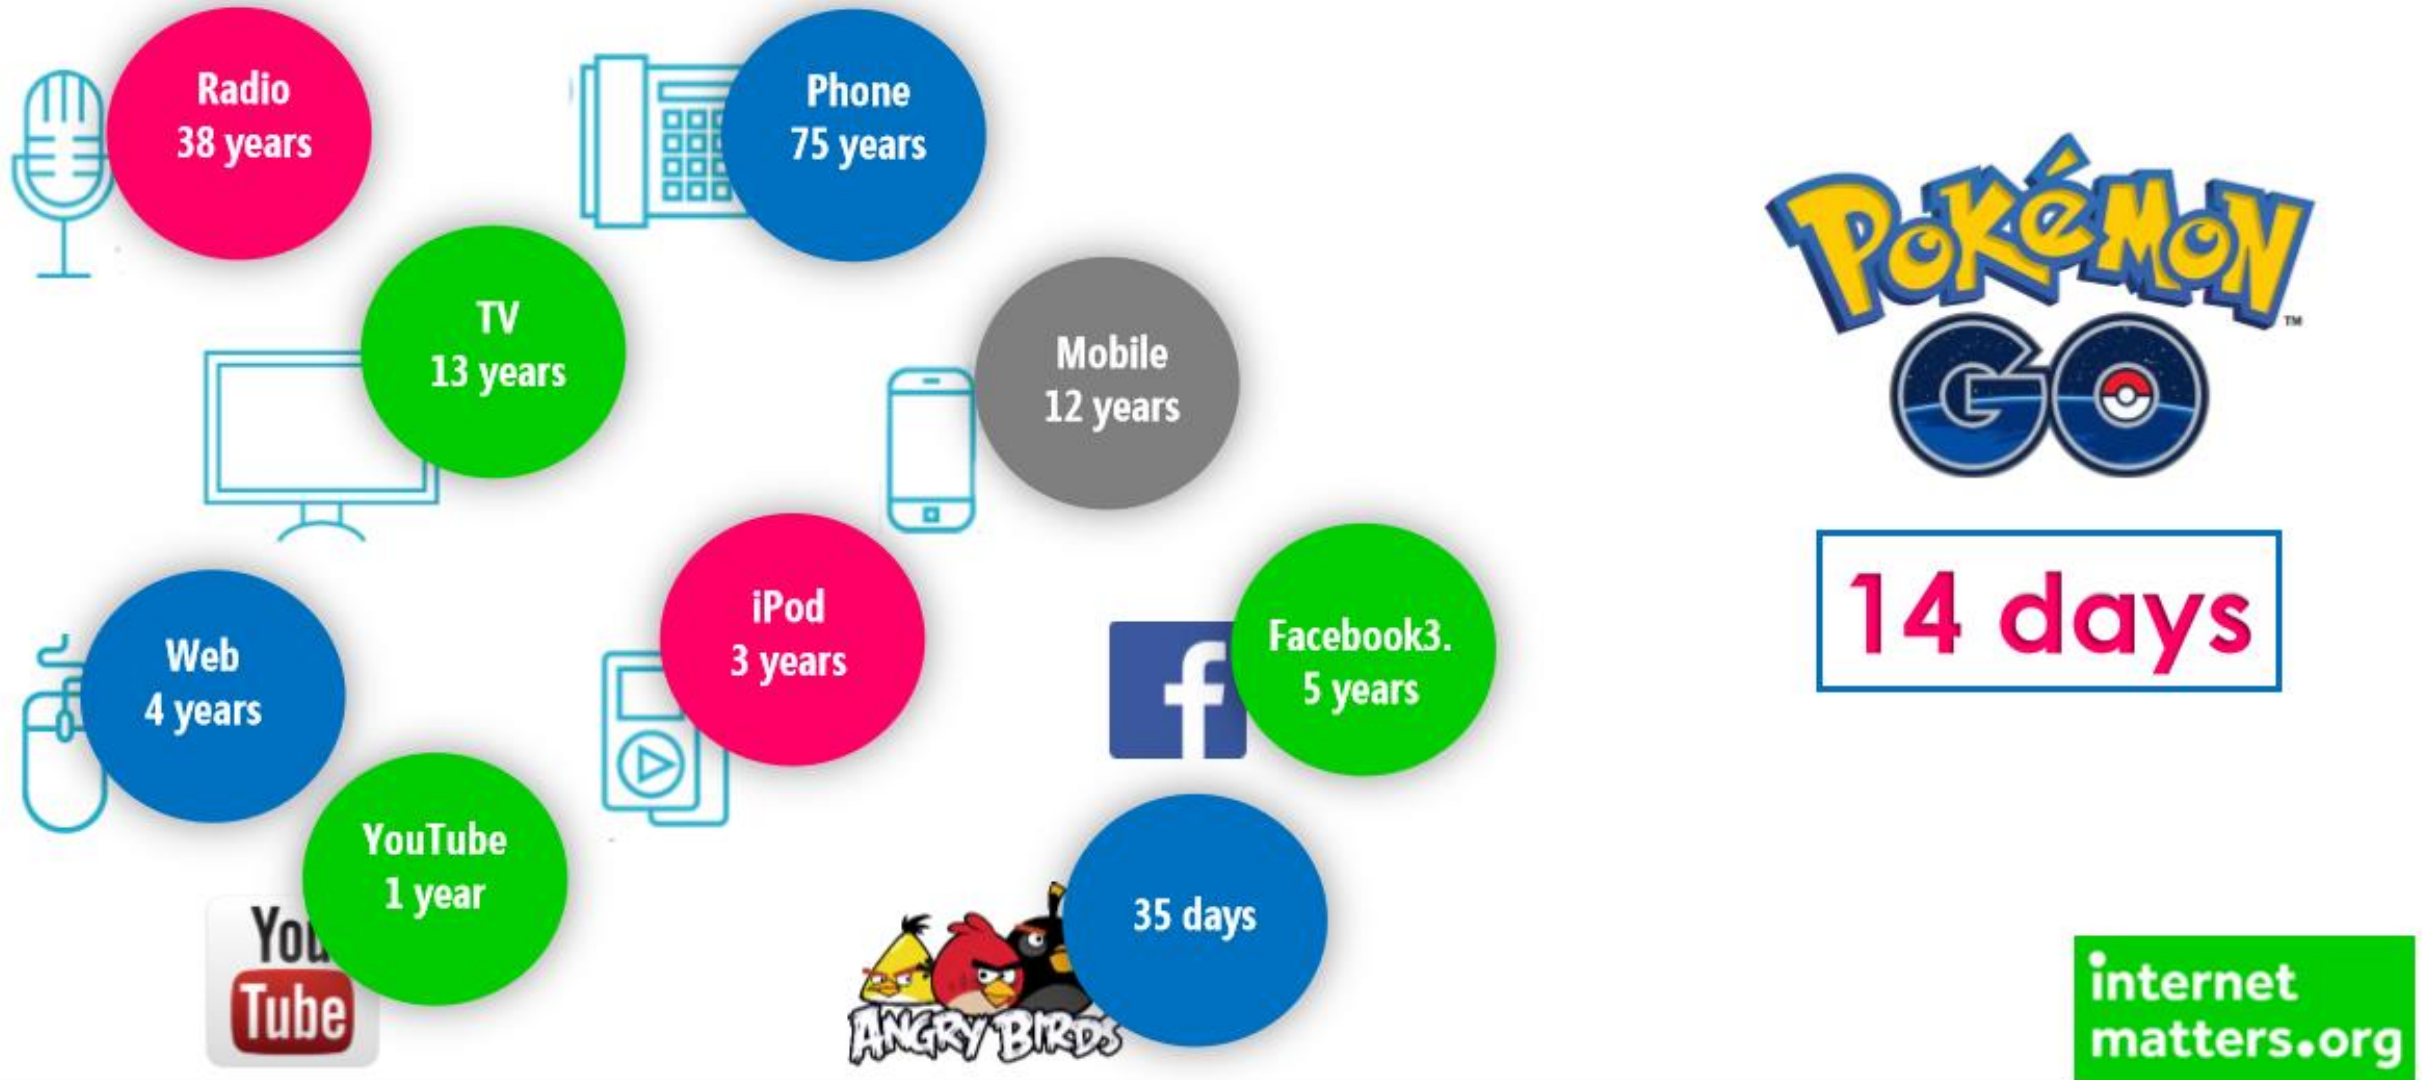 Radio
38 years
Phone
75 years
TV
13 years
Mobile
12 years
POKéMON
GO
TM
14 days
Web
4 years
iPod
3 years
Facebook3.
5 years
YouTube
1 year
You
Tube
35 days
ANGRY BIRDS
internet
matters.org